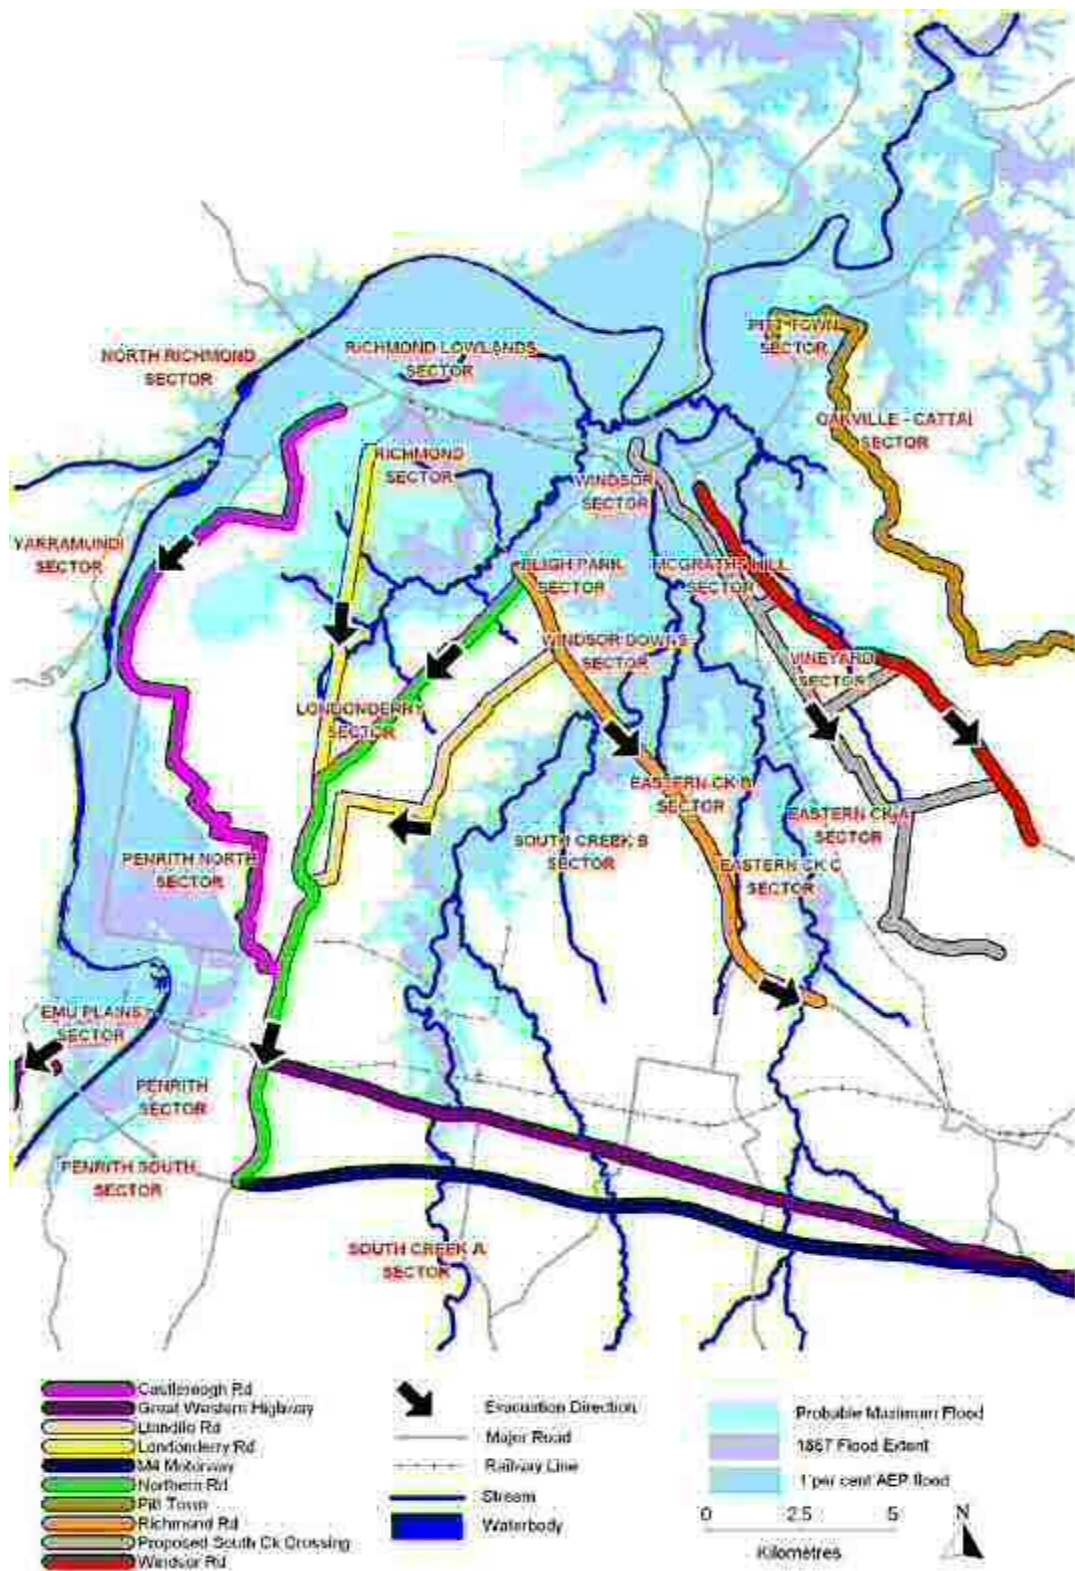 PITT TOWN
SECTOR
RICHMOND LOWLANDS
SECTOR
NORTH RICHMOND
SECTOR
OAKVILLE - CATTAI
SECTOR
RICHMOND
SECTOR
WINDSOR
SECTOR
YARRAMUNDI
SECTOR
BLIGH PARK
SECTOR
MCGRATHS HILL
SECTOR
WINDSOR DOWNS
SECTOR
VINEYARD
SECTOR
LONDONDERRY
SECTOR
EASTERN CK B
SECTOR
EASTERN CK A
SECTOR
SOUTH CREEK B
SECTOR
PENRITH NORTH
SECTOR
EASTERN CK C
SECTOR
EMU PLAINS
SECTOR
PENRITH
SECTOR
PENRITH SOUTH
SECTOR
SOUTH CREEK A
SECTOR
Castlereagh Rd
Great Western Highway
Llandilo Rd
Londonderry Rd
M4 Motorway
Northern Rd
Pitt Town
Richmond Rd
Proposed South Ck Crossing
Windsor Rd
Evacuation Direction
Major Road
Railway Line
Stream
Waterbody
Probable Maximum Flood
1867 Flood Extent
1 per cent AEP flood
0 2.5 5
Kilometres
N